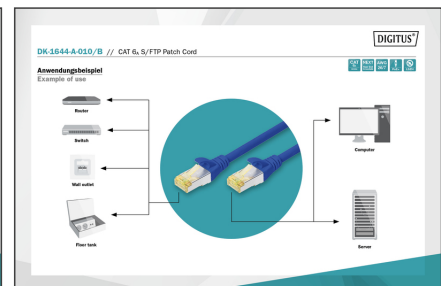 DIGITUS®
DK-1644-A-010/B // CAT 6A S/FTP Patch Cord
Anwendungsbeispiel
Example of use
Router
Switch
Wall outlet
Floor tank
Computer
Server